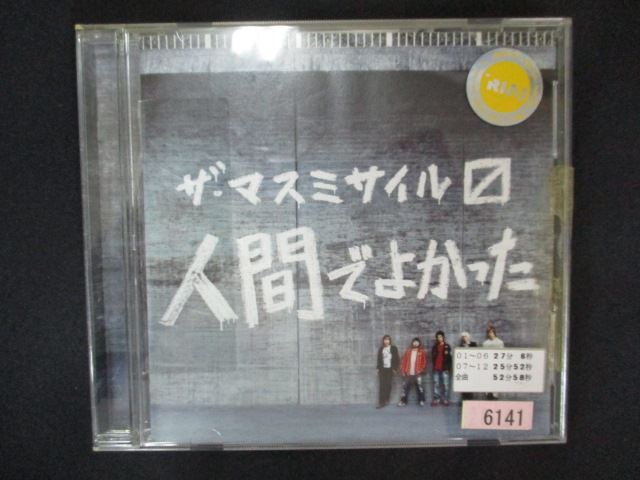 ザ・マスミサイル
人間でよかった
01～06 27分 6秒
07～12 25分52秒
全曲 52分58秒
6141